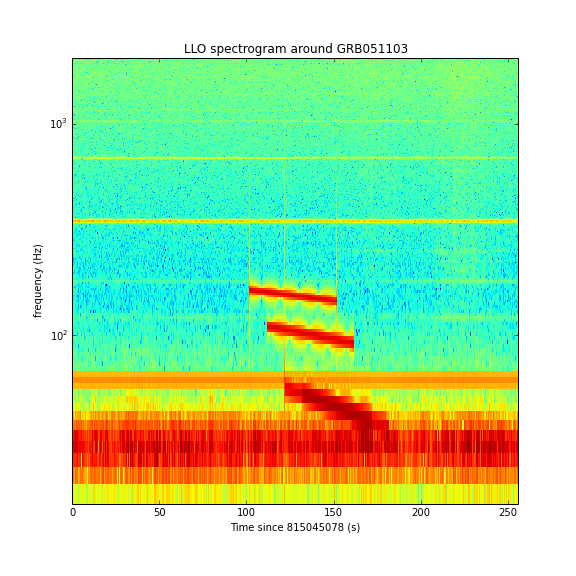 LLO spectrogram around GRB051103
10³
10²
frequency (Hz)
0 50 100 150 200 250
Time since 815045078 (s)